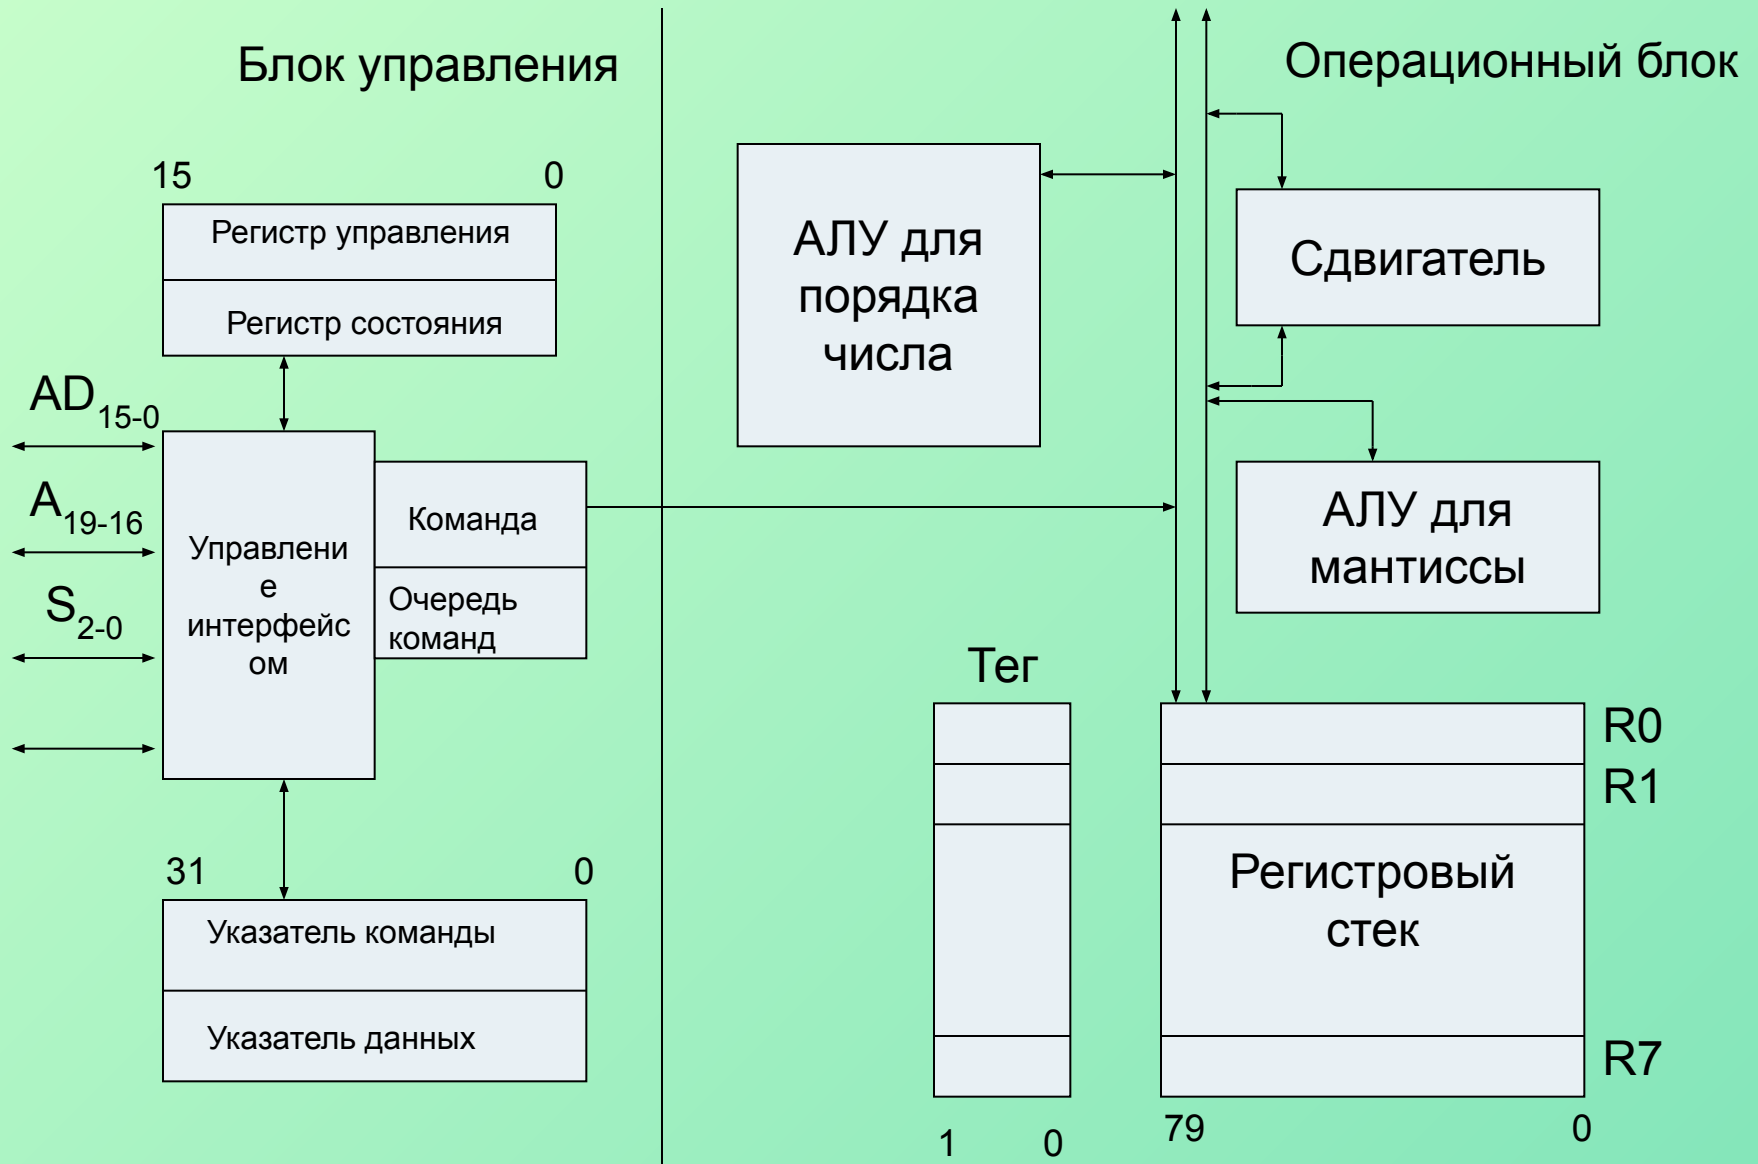 Блок управления
Операционный блок
15 0
Регистр управления
Регистр состояния
AD15-0
A19-16
S2-0
Управлени
е
интерфейс
ом
Команда
Очередь
команд
31 0
Указатель команды
Указатель данных
АЛУ для
порядка
числа
Сдвигатель
АЛУ для
мантиссы
Тег
R0
R1
Регистровый
стек
R7
1 0
79 0